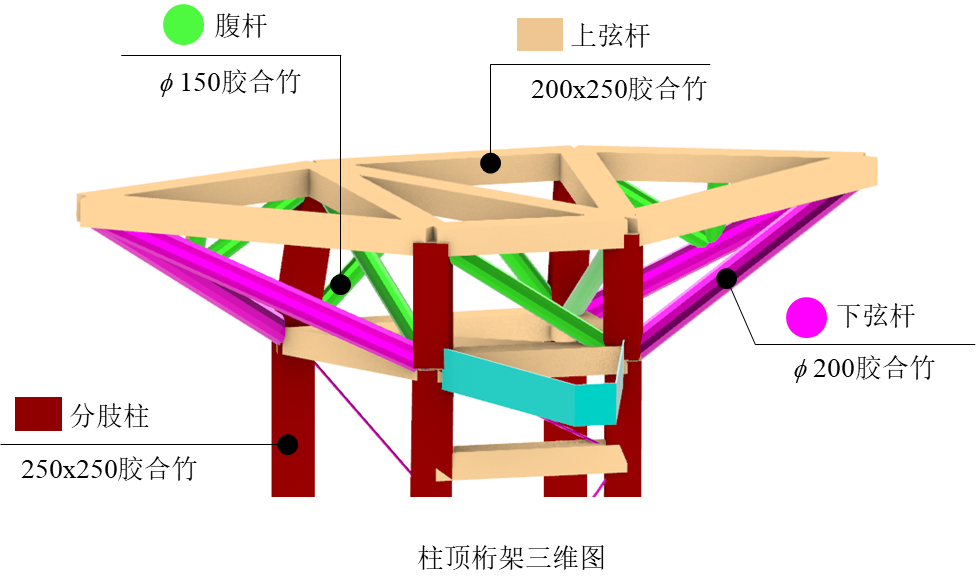 腹杆
ϕ150胶合竹
上弦杆
200x250胶合竹
下弦杆
ϕ200胶合竹
分肢柱
250x250胶合竹
柱顶桁架三维图